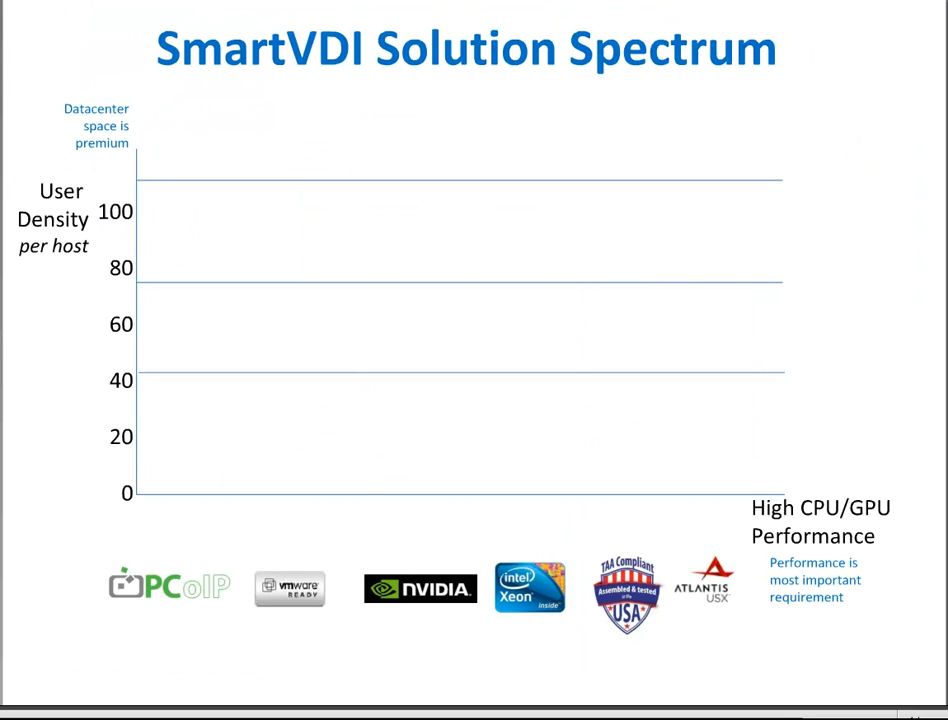 SmartVDI Solution Spectrum
Datacenter
space is
premium
User
Density
per host
100
80
60
40
20
0
High CPU/GPU
Performance
Performance is
most important
requirement
PCoIP
vmware
READY
NVIDIA.
intel
Xeon
inside
TAA Compliant
Assembled & tested
in the
USA
ATLANTIS
USX